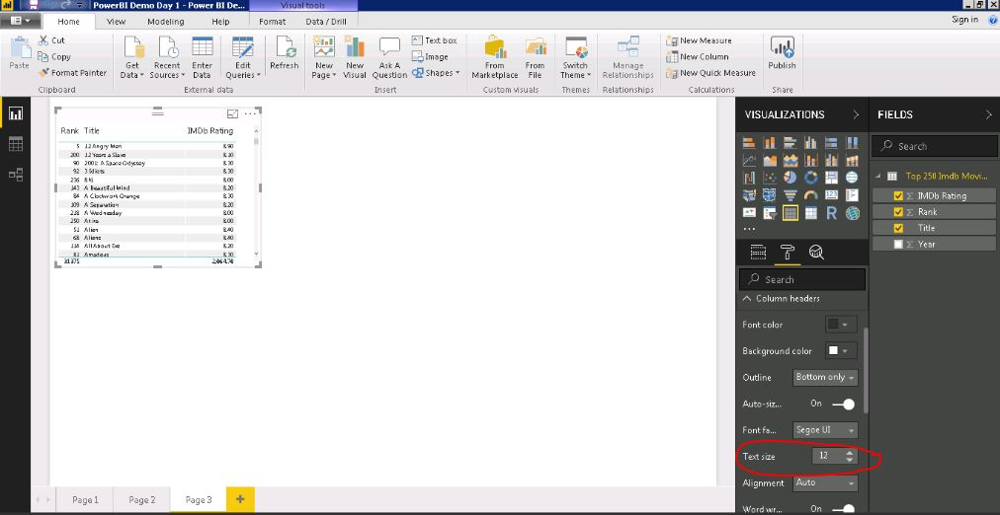 PowerBI Demo Day 1 - Power BI De...
Visual tools
Home View Modeling Help Format Data / Drill
Sign in
Paste
Cut
Copy
Format Painter
Clipboard
Get Data
Recent Sources
Enter Data
Edit Queries
External data
Refresh
New Page
New Visual
Ask A Question
Text box
Image
Shapes
Insert
From Marketplace
From File
Custom visuals
Switch Theme
Themes
Manage Relationships
Relationships
New Measure
New Column
New Quick Measure
Calculations
Publish
Share
Rank Title IMDb Rating
5 12 Angry Men 8.90
200 12 Years a Slave 8.10
90 2001: A Space Odyssey 8.30
92 3 Idiots 8.30
236 8½ 8.00
143 A Beautiful Mind 8.20
84 A Clockwork Orange 8.30
109 A Separation 8.20
228 A Wednesday 8.00
250 8.00
51 Alien 8.40
68 Aliens 8.40
114 All About Eve 8.20
81 Amadeus 8.30
31375 2,064.70
Page 1 Page 2 Page 3 +
VISUALIZATIONS
R
...
Search
Column headers
Font color
Background color
Outline Bottom only
Auto-siz... On
Font fa... Segoe UI
Text size 12
Alignment Auto
Word wr... On
FIELDS
Search
Top 250 Imdb Movi...
Σ IMDb Rating
Σ Rank
Title
Σ Year